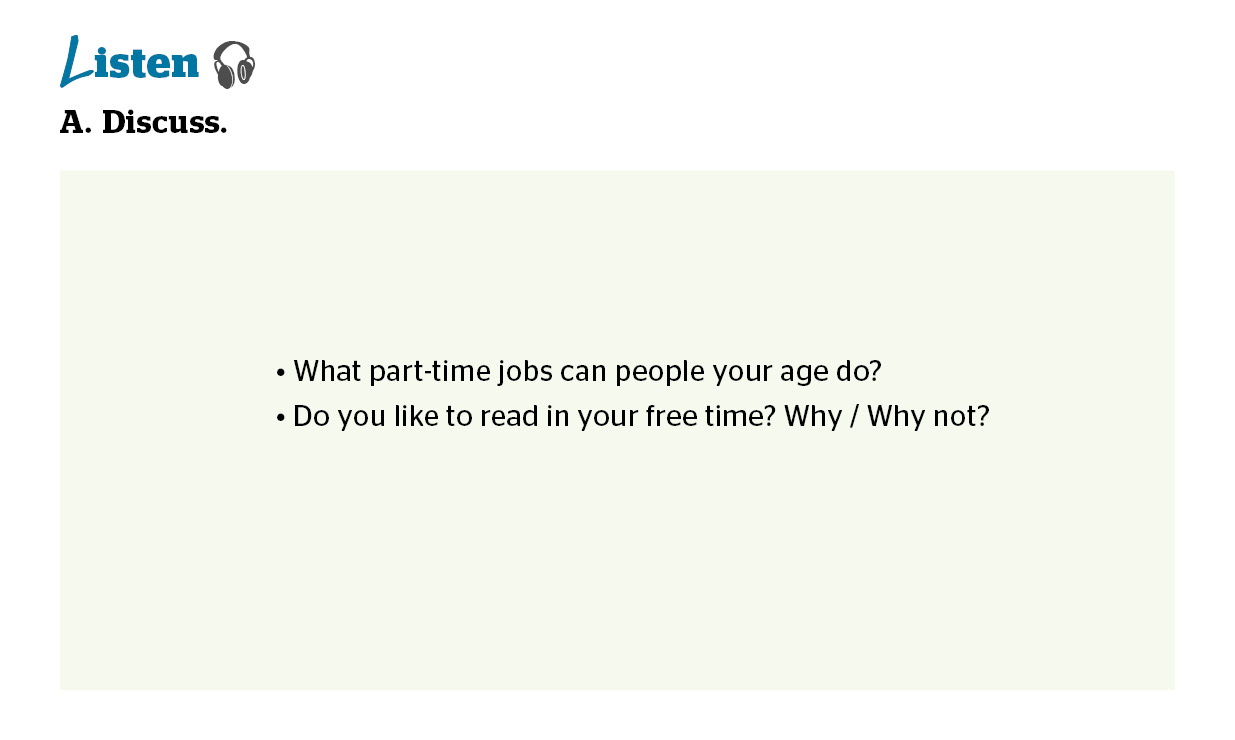 Listen
A. Discuss.
• What part-time jobs can people your age do?
• Do you like to read in your free time? Why / Why not?